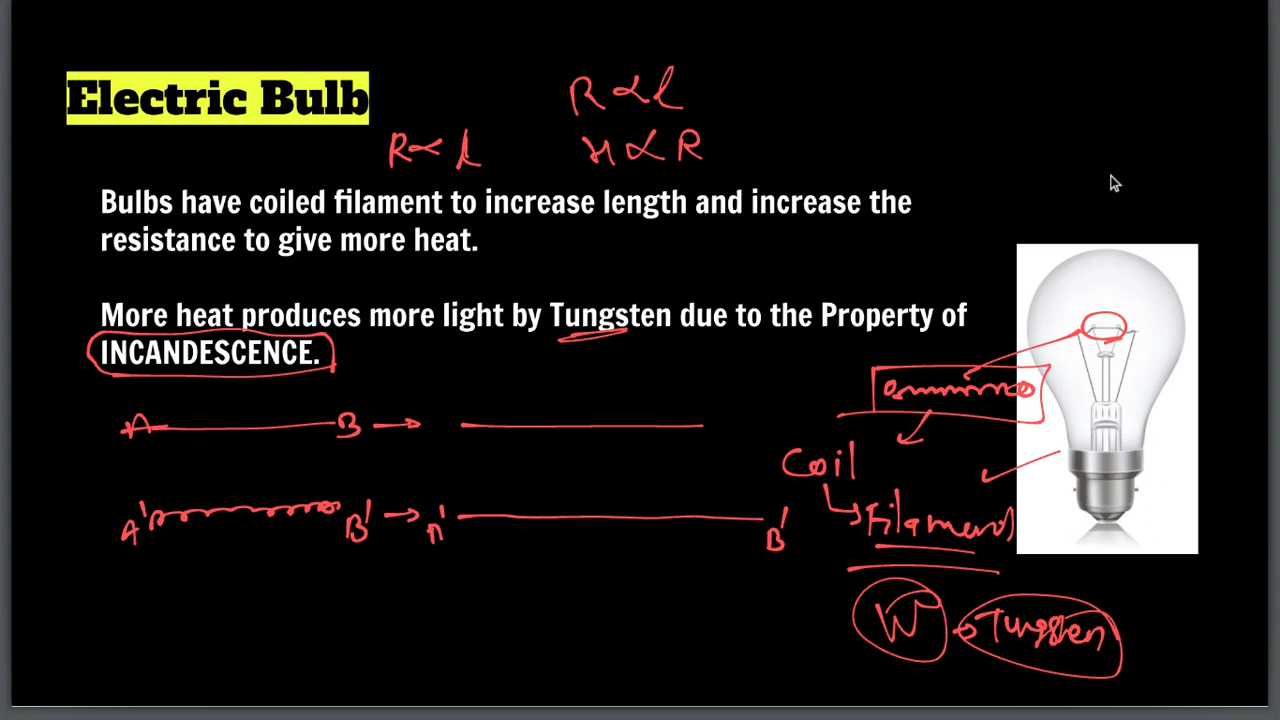 Electric Bulb
R ∝ l
R ∝ l
H ∝ R
Bulbs have coiled filament to increase length and increase the
resistance to give more heat.
More heat produces more light by Tungsten due to the Property of
INCANDESCENCE.
A B →
Coil
A' B' → A' B'
Filament
W → Tungsten